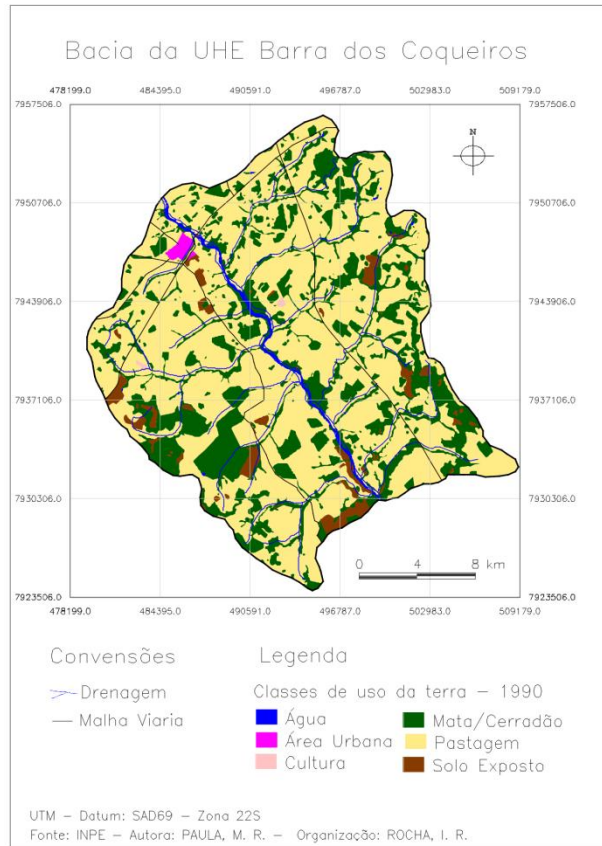 Bacia da UHE Barra dos Coqueiros
478199.0 484395.0 490591.0 496787.0 502983.0 509179.0
7957506.0 7957506.0
N
7950706.0 7950706.0
7943906.0 7943906.0
7937106.0 7937106.0
7930306.0 7930306.0
0 4 8 km
7923506.0 7923506.0
478199.0 484395.0 490591.0 496787.0 502983.0 509179.0
Convenções
Drenagem
Malha Viaria
Legenda
Classes de uso da terra – 1990
Água
Área Urbana
Cultura
Mata/Cerradão
Pastagem
Solo Exposto
UTM – Datum: SAD69 – Zona 22S
Fonte: INPE – Autora: PAULA, M. R. – Organização: ROCHA, I. R.